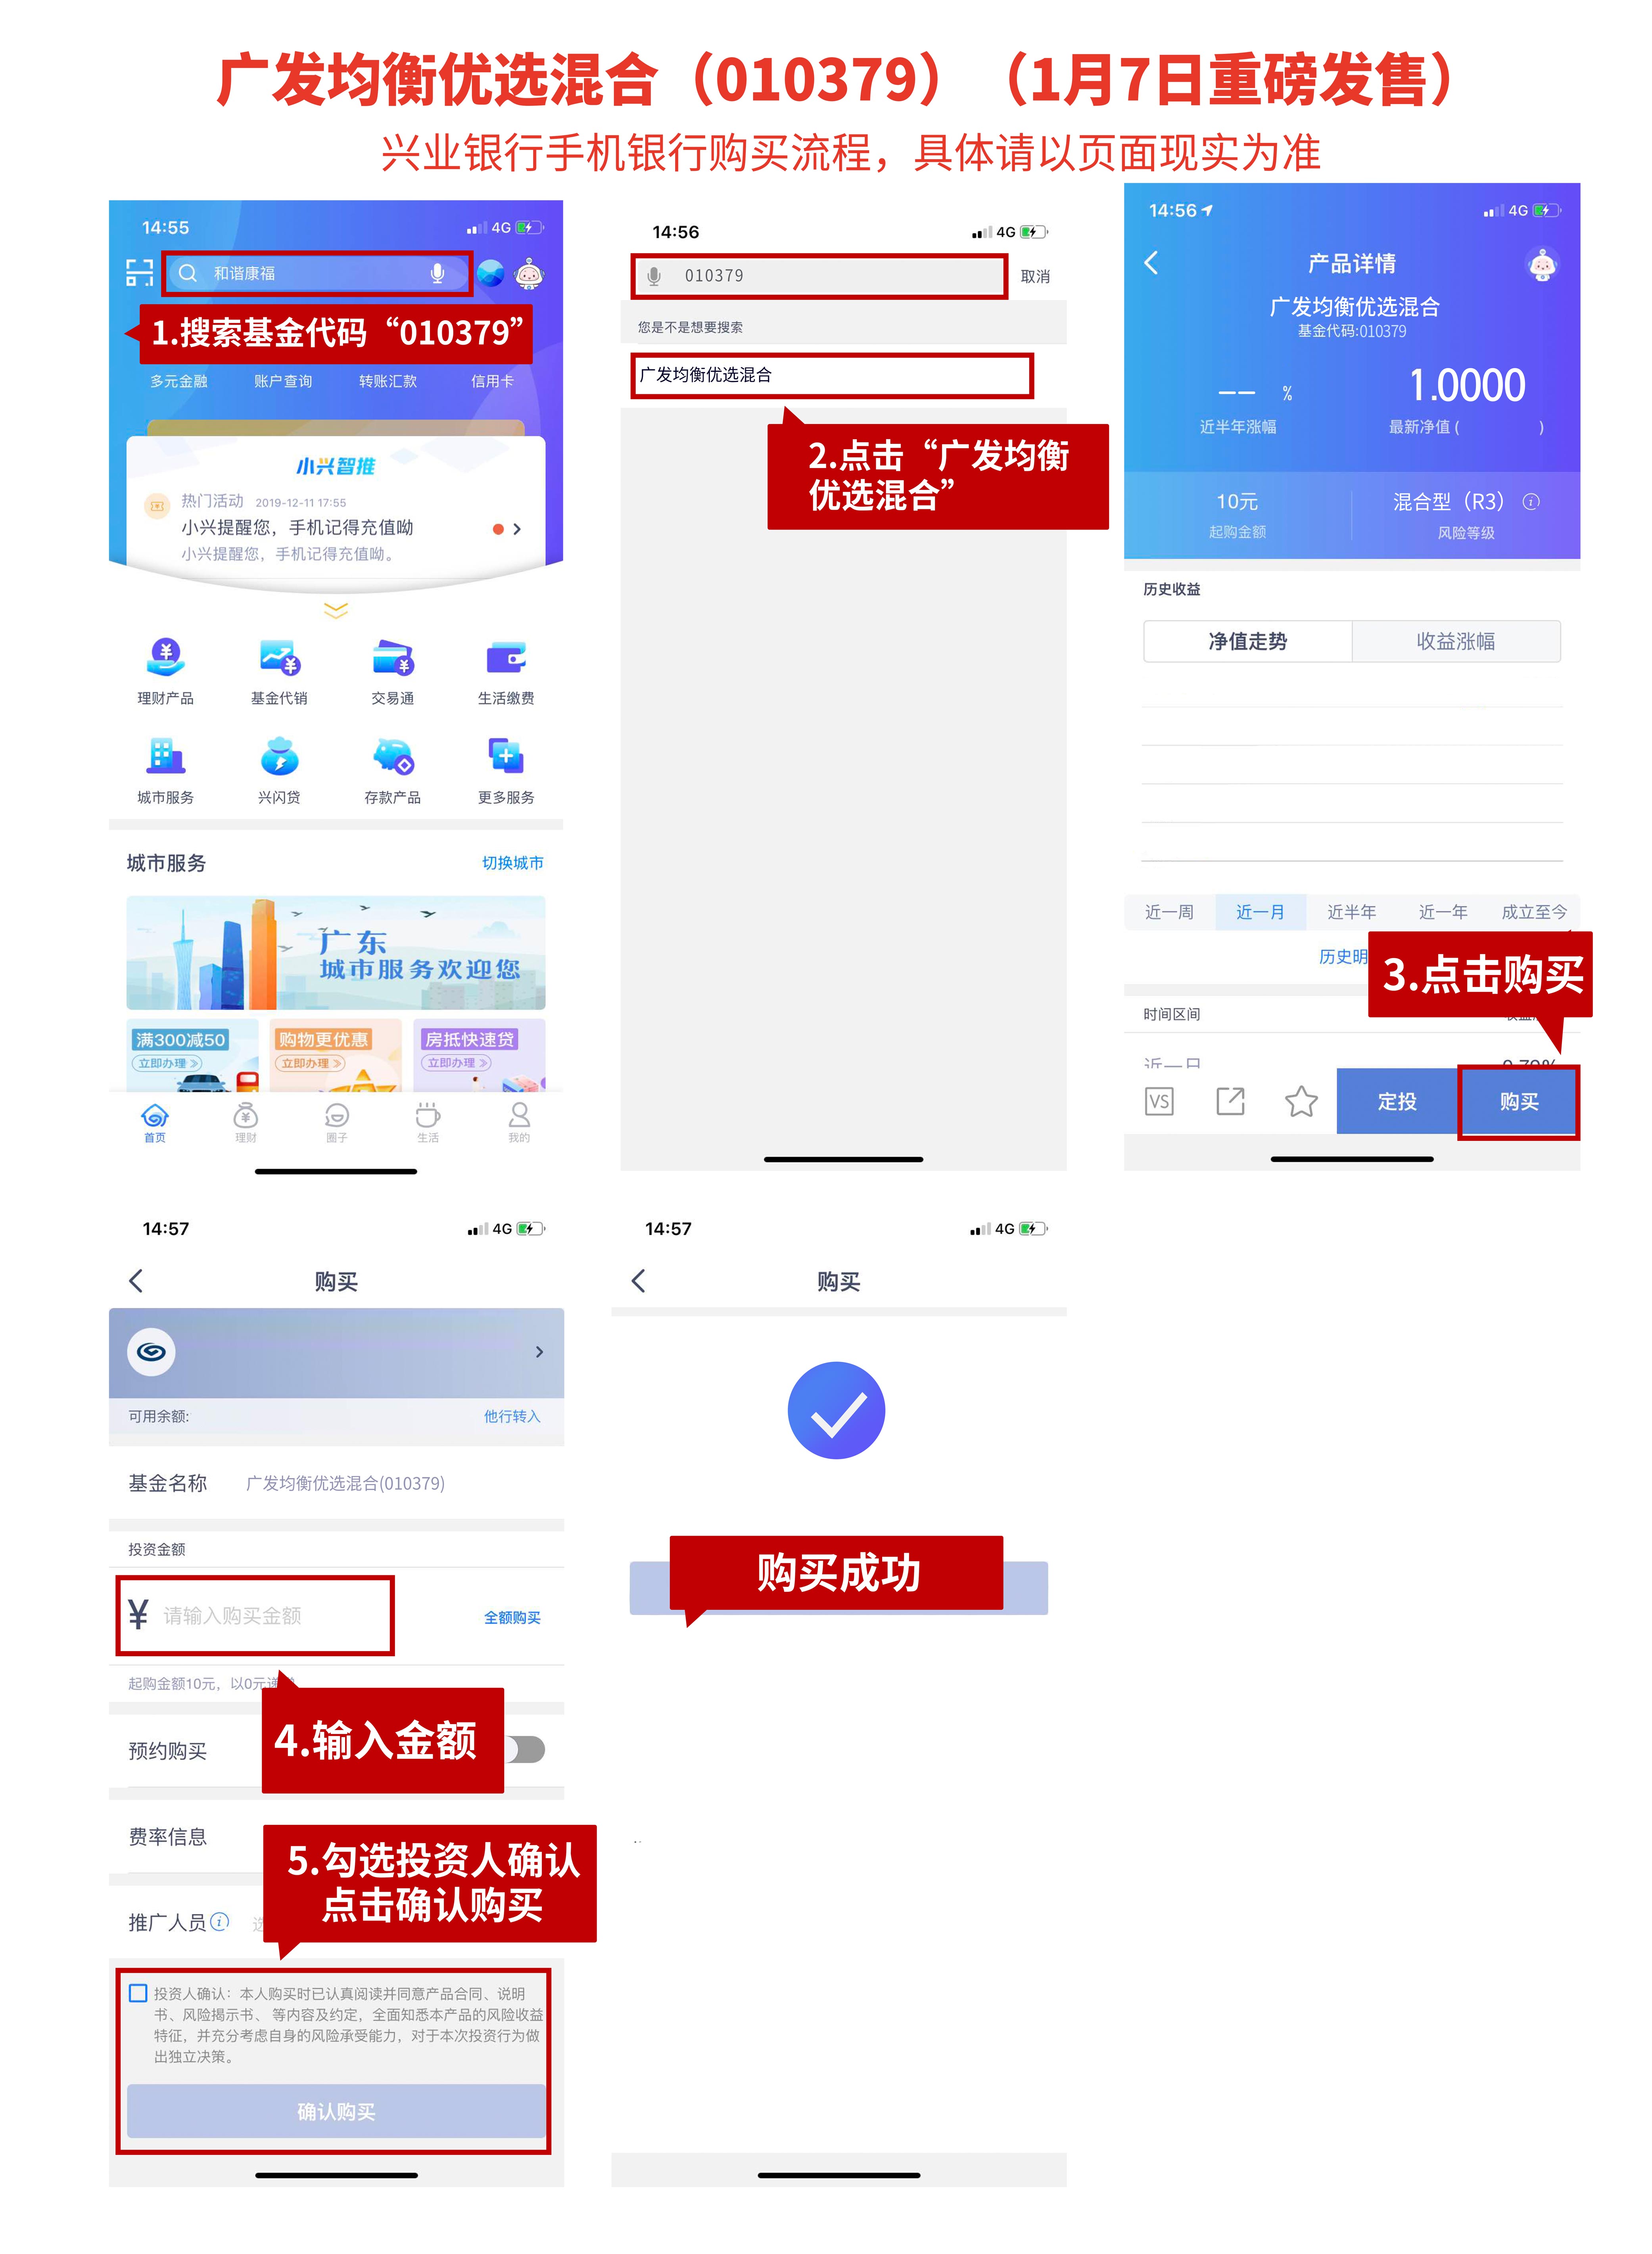 广发均衡优选混合（010379）（1月7日重磅发售）
兴业银行手机银行购买流程，具体请以页面现实为准
14:55
4G
和谐康福
1.搜索基金代码“010379”
多元金融 账户查询 转账汇款 信用卡
小兴智推
热门活动 2019-12-11 17:55
小兴提醒您，手机记得充值呦
小兴提醒您，手机记得充值呦。
理财产品 基金代销 交易通 生活缴费
城市服务 兴闪贷 存款产品 更多服务
城市服务 切换城市
广东
城市服务欢迎您
满300减50 购物更优惠 房抵快速贷
立即办理 立即办理 立即办理
首页 理财 圈子 生活 我的
14:56
4G
010379
取消
您是不是想要搜索
广发均衡优选混合
2.点击“广发均衡
优选混合”
14:56
4G
产品详情
广发均衡优选混合
基金代码:010379
-- % 1.0000
近半年涨幅 最新净值 ( )
10元 混合型（R3）
起购金额 风险等级
历史收益
净值走势 收益涨幅
近一周 近一月 近半年 近一年 成立至今
历史明
3.点击购买
时间区间
VS
定投 购买
14:57
4G
购买
可用余额: 他行转入
基金名称 广发均衡优选混合(010379)
投资金额
¥ 请输入购买金额 全额购买
起购金额10元，以0元递
4.输入金额
预约购买
费率信息
5.勾选投资人确认
点击确认购买
推广人员
投资人确认：本人购买时已认真阅读并同意产品合同、说明
书、风险揭示书、 等内容及约定，全面知悉本产品的风险收益
特征，并充分考虑自身的风险承受能力，对于本次投资行为做
出独立决策。
确认购买
14:57
4G
购买
购买成功